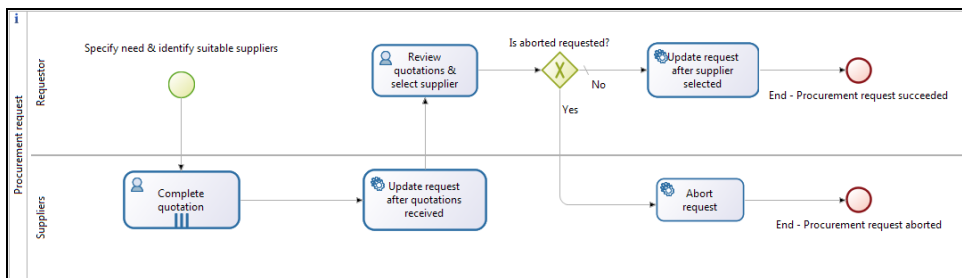 i
Procurement request
Requestor
Specify need & identify suitable suppliers
Review
quotations &
select supplier
Is aborted requested?
X
No
Yes
Update request
after supplier
selected
End - Procurement request succeeded
Suppliers
Complete
quotation
Update request
after quotations
received
Abort
request
End - Procurement request aborted